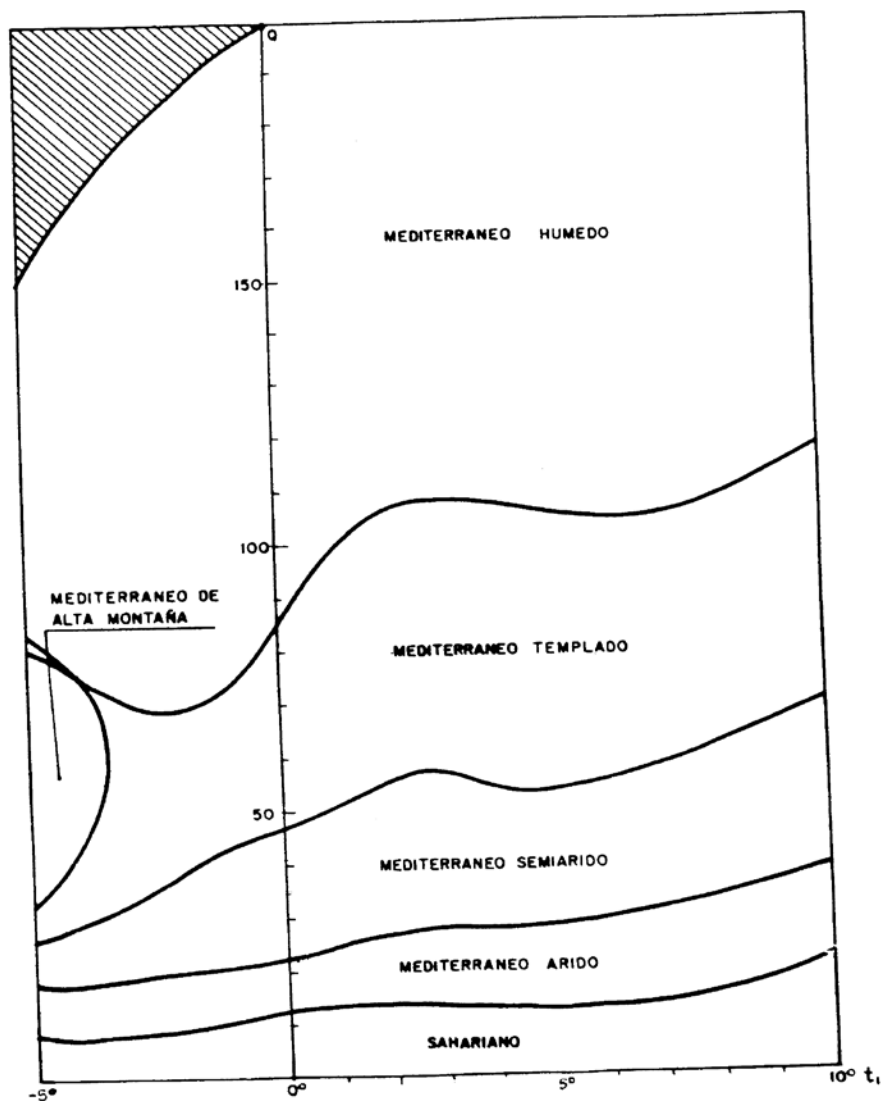 Q
MEDITERRANEO HUMEDO
150
100
MEDITERRANEO DE
ALTA MONTAÑA
MEDITERRANEO TEMPLADO
50
MEDITERRANEO SEMIARIDO
MEDITERRANEO ARIDO
SAHARIANO
-5° 0° 5° 10° t₁